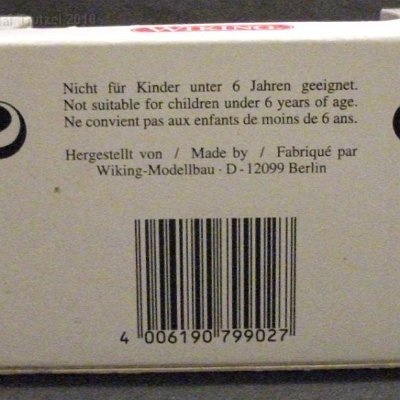 WIKING
Nicht für Kinder unter 6 Jahren geeignet.
Not suitable for children under 6 years of age.
Ne convient pas aux enfants de moins de 6 ans.
Hergestellt von / Made by / Fabriqué par
Wiking-Modellbau · D-12099 Berlin
4 006190 799027